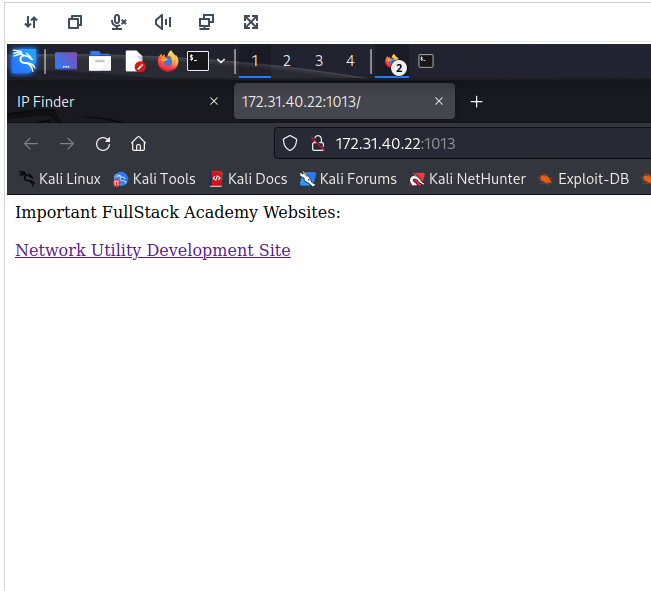 1 2 3 4 2
IP Finder 172.31.40.22:1013/
172.31.40.22:1013
Kali Linux Kali Tools Kali Docs Kali Forums Kali NetHunter Exploit-DB
Important FullStack Academy Websites:
Network Utility Development Site